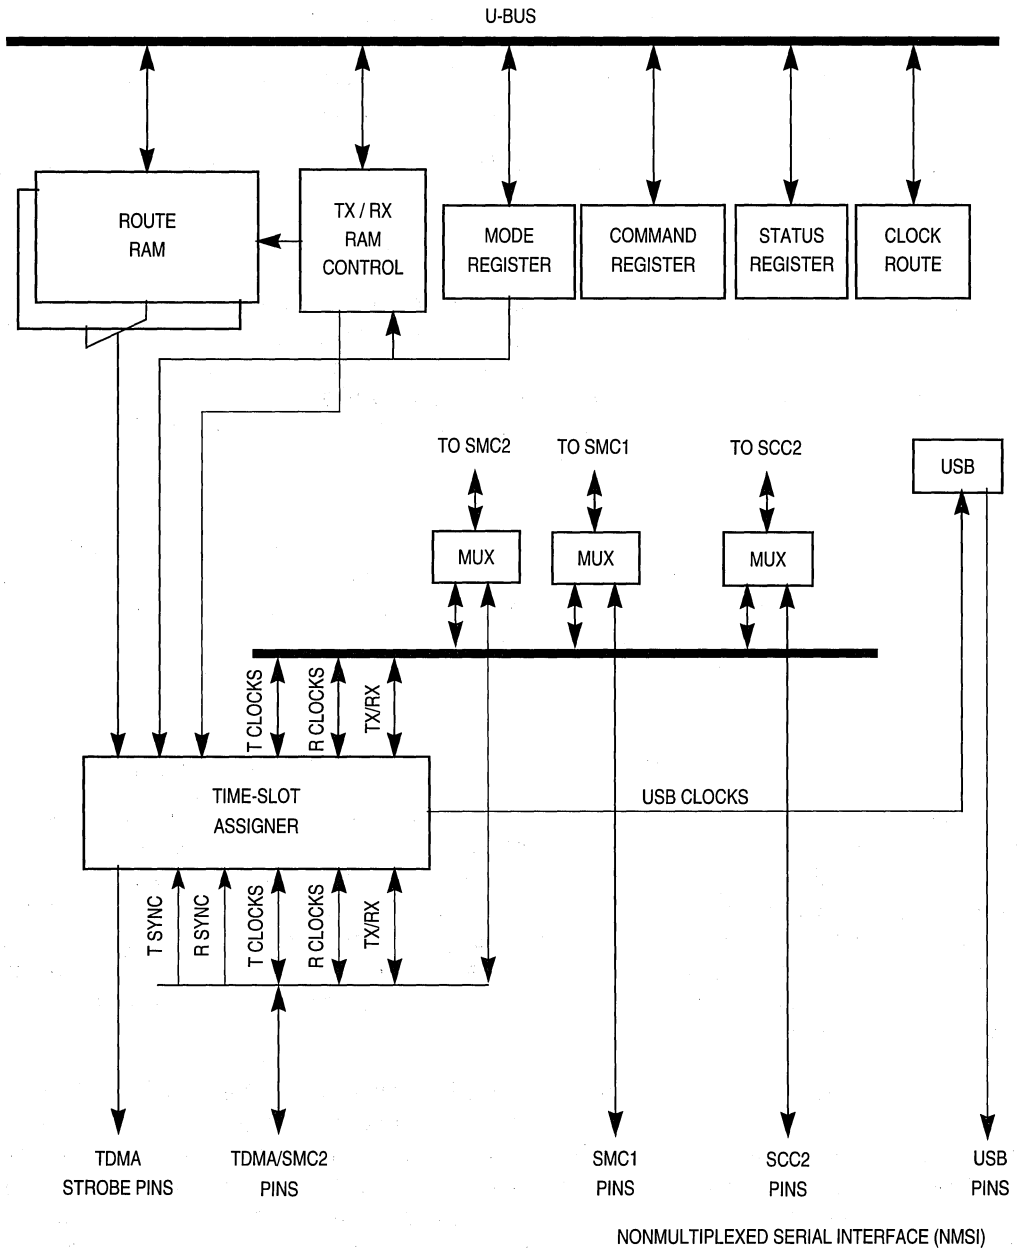 U-BUS
ROUTE
RAM
TX / RX
RAM
CONTROL
MODE
REGISTER
COMMAND
REGISTER
STATUS
REGISTER
CLOCK
ROUTE
TO SMC2
TO SMC1
TO SCC2
USB
MUX
MUX
MUX
T CLOCKS
R CLOCKS
TX/RX
TIME-SLOT
ASSIGNER
USB CLOCKS
T SYNC
R SYNC
T CLOCKS
R CLOCKS
TX/RX
TDMA
STROBE PINS
TDMA/SMC2
PINS
SMC1
PINS
SCC2
PINS
USB
PINS
NONMULTIPLEXED SERIAL INTERFACE (NMSI)